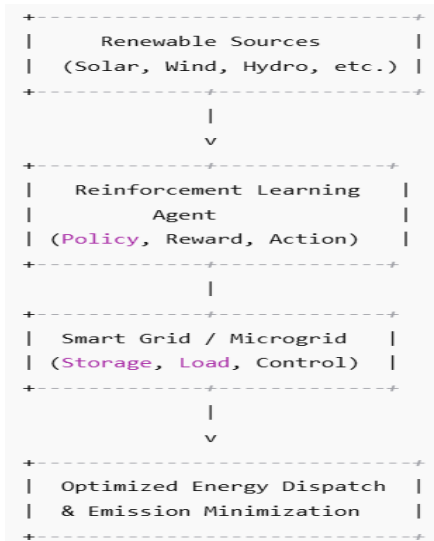 Renewable Sources
(Solar, Wind, Hydro, etc.)
v
Reinforcement Learning
Agent
(Policy, Reward, Action)
Smart Grid / Microgrid
(Storage, Load, Control)
v
Optimized Energy Dispatch
& Emission Minimization